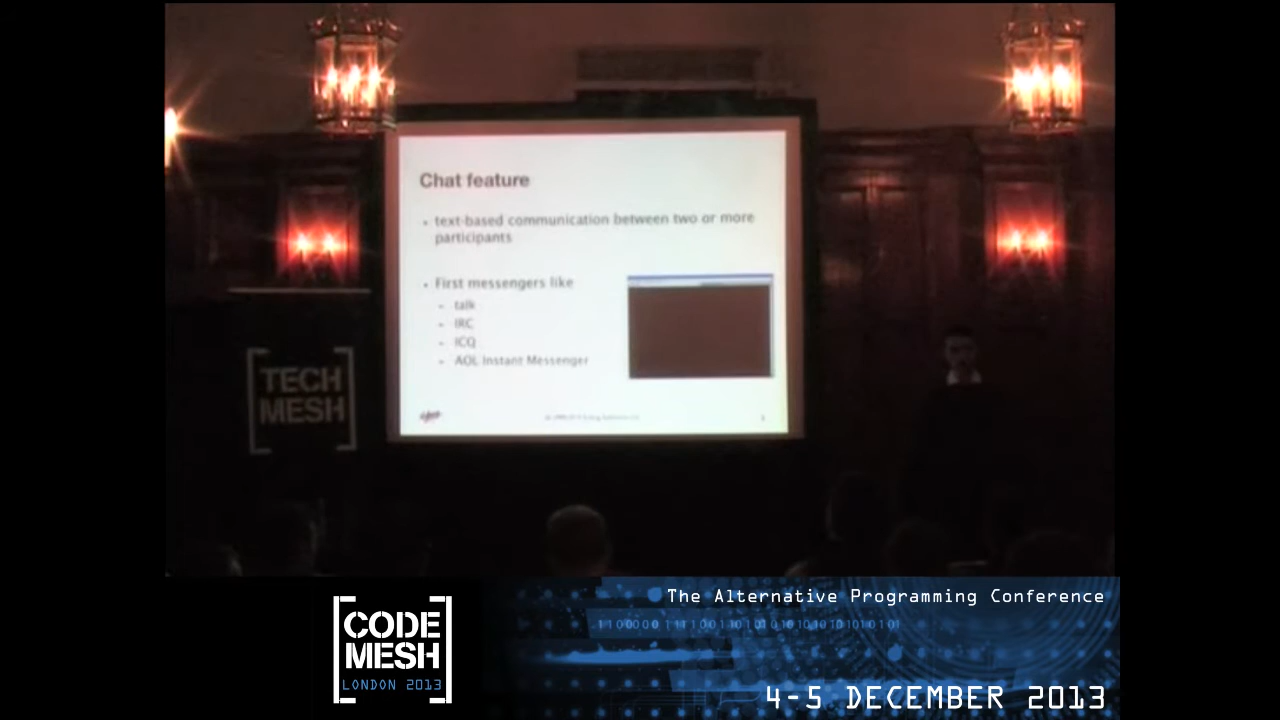 Chat feature
• text-based communication between two or more
participants
• First messengers like
- talk
- IRC
- ICQ
- AOL Instant Messenger
TECH
MESH
CODE
MESH
LONDON 2013
The Alternative Programming Conference
4-5 DECEMBER 2013